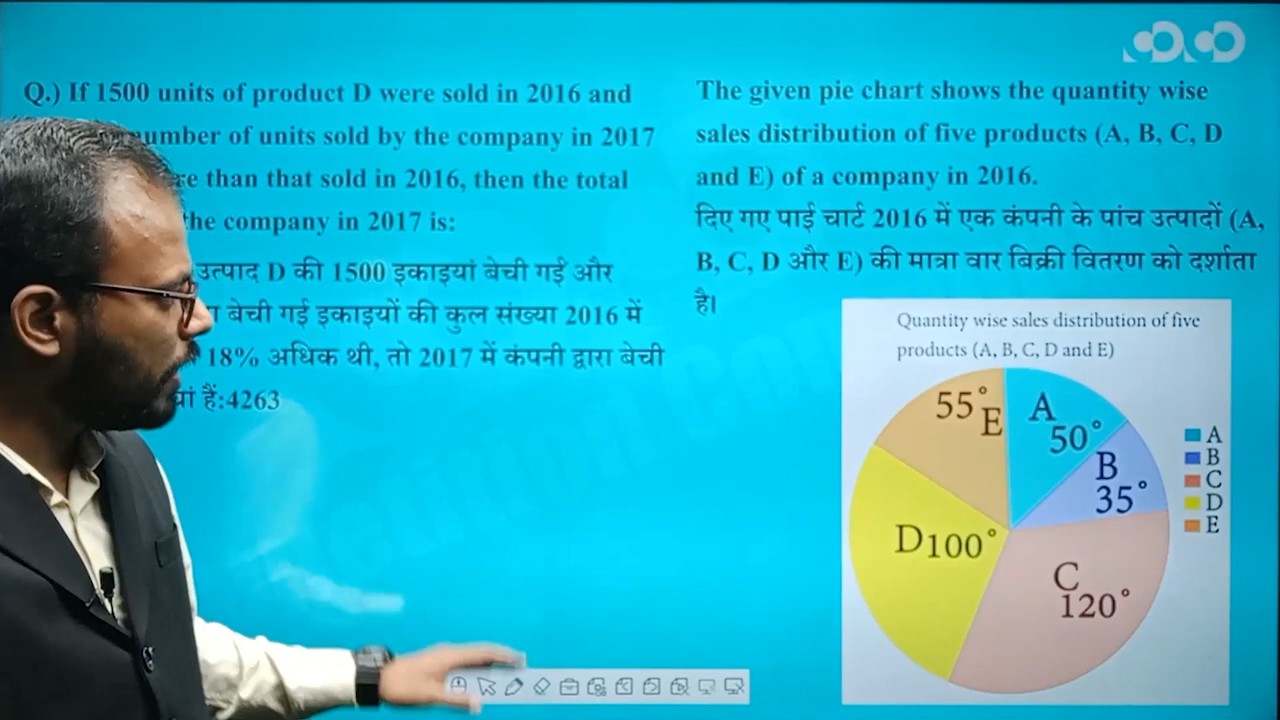 Q.) If 1500 units of product D were sold in 2016 and
number of units sold by the company in 2017
than that sold in 2016, then the total
the company in 2017 is:
उत्पाद D की 1500 इकाइयां बेची गईं और
बेची गईं इकाइयों की कुल संख्या 2016 में
18% अधिक थी, तो 2017 में कंपनी द्वारा बेची
हैं:4263
The given pie chart shows the quantity wise
sales distribution of five products (A, B, C, D
and E) of a company in 2016.
दिए गए पाई चार्ट 2016 में एक कंपनी के पांच उत्पादों (A,
B, C, D और E) की मात्रा वार बिक्री वितरण को दर्शाता
है।
Quantity wise sales distribution of five
products (A, B, C, D and E)
55° E
A 50°
B 35°
D 100°
C 120°
A
B
C
D
E